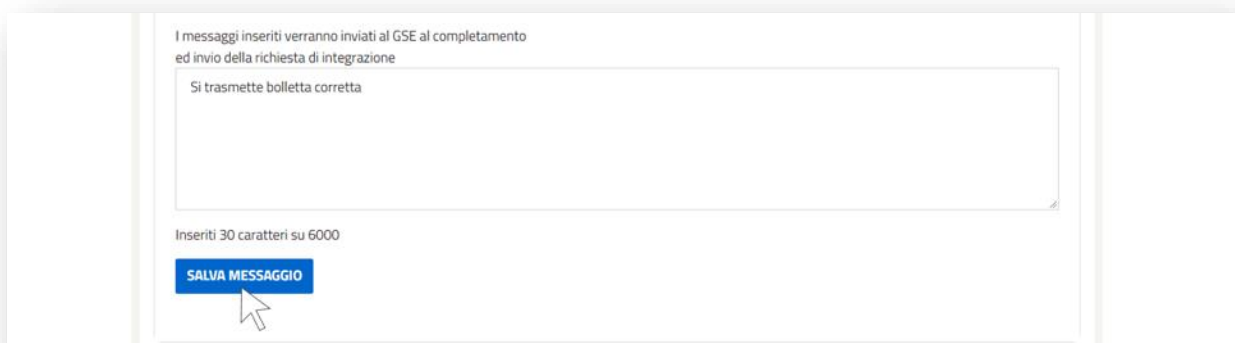 I messaggi inseriti verranno inviati al GSE al completamento
ed invio della richiesta di integrazione
Si trasmette bolletta corretta
Inseriti 30 caratteri su 6000
SALVA MESSAGGIO